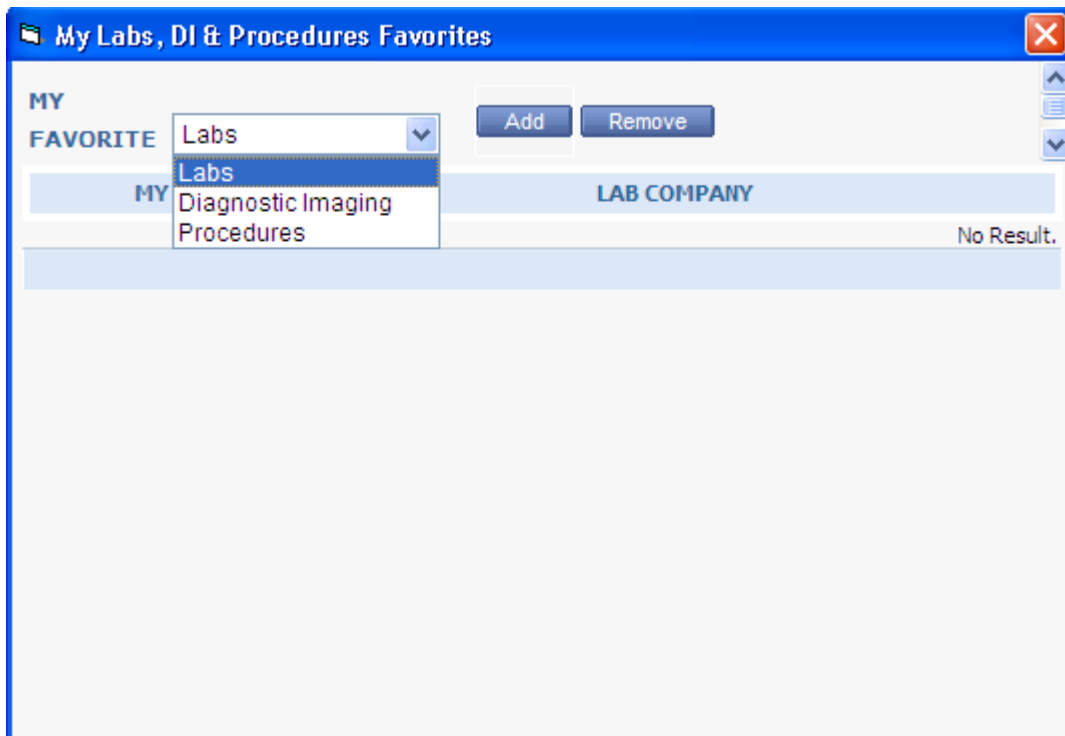 My Labs, DI & Procedures Favorites
MY
FAVORITE
Labs
Add
Remove
Labs
Diagnostic Imaging
Procedures
MY
LAB COMPANY
No Result.